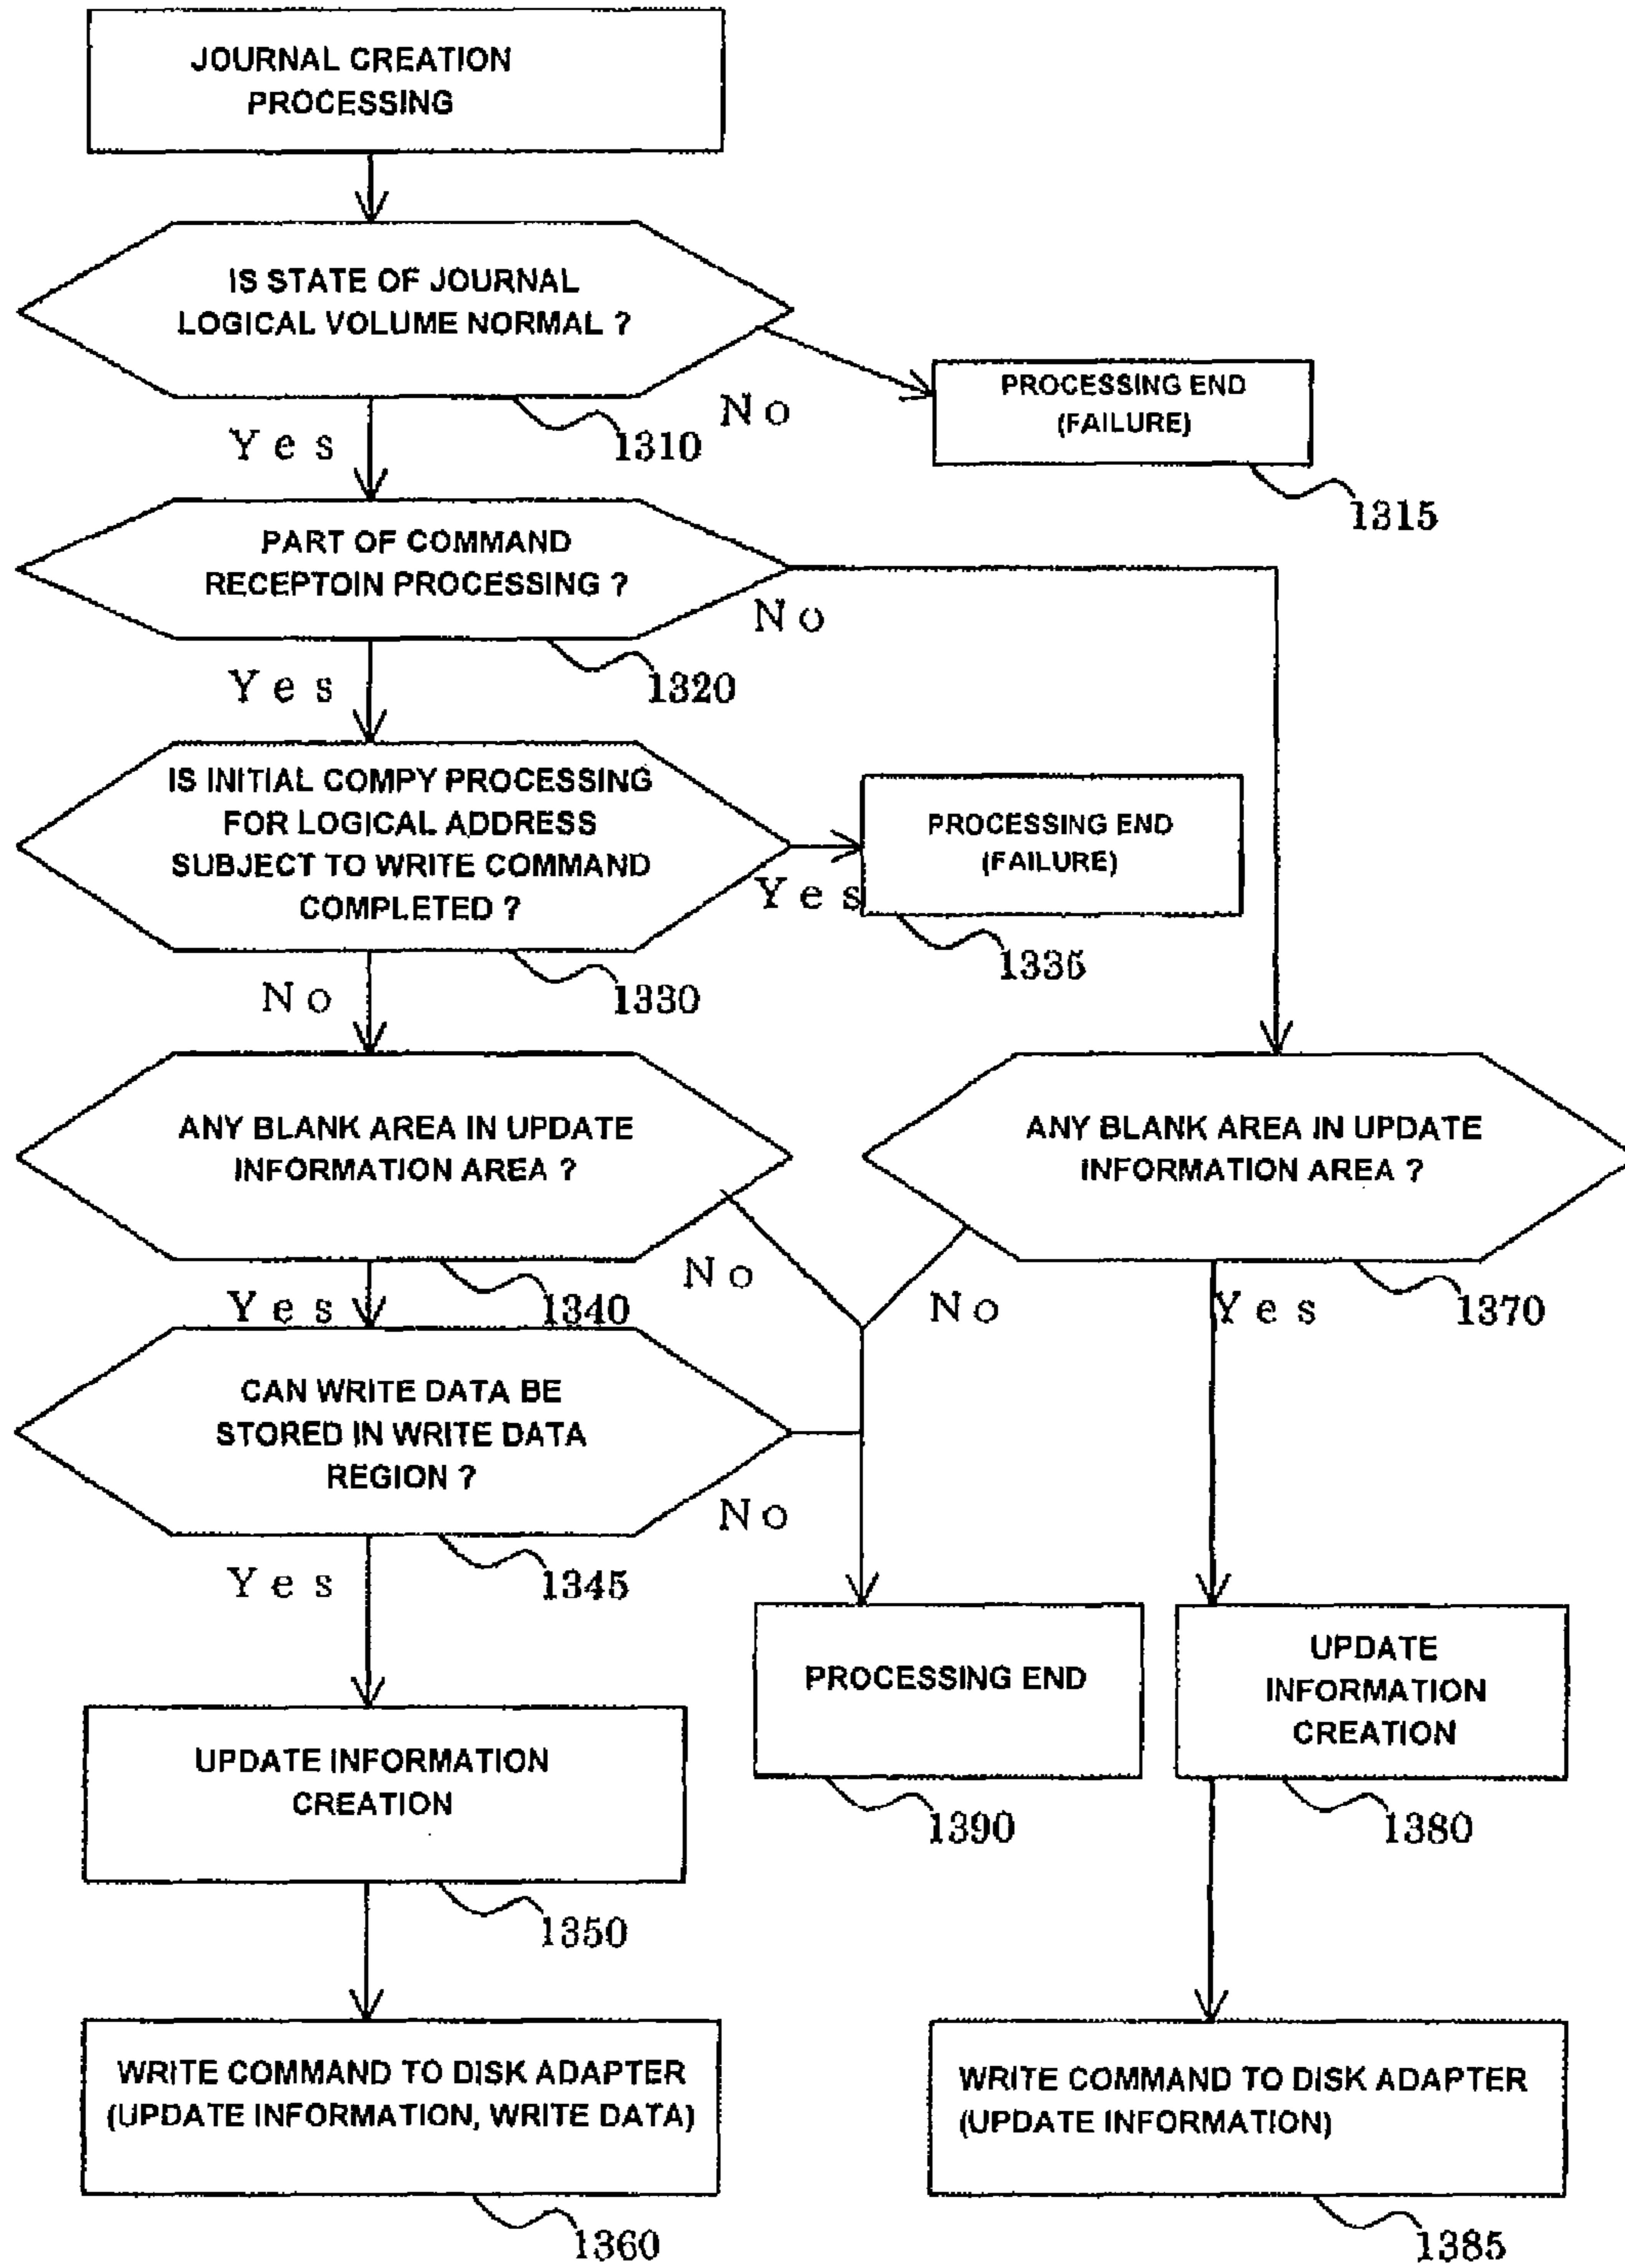 JOURNAL CREATION
PROCESSING
IS STATE OF JOURNAL
LOGICAL VOLUME NORMAL ?
No
Yes
1310
PROCESSING END
(FAILURE)
1315
PART OF COMMAND
RECEPTOIN PROCESSING ?
No
Yes
1320
IS INITIAL COMPY PROCESSING
FOR LOGICAL ADDRESS
SUBJECT TO WRITE COMMAND
COMPLETED ?
Yes
PROCESSING END
(FAILURE)
1335
No
1330
ANY BLANK AREA IN UPDATE
INFORMATION AREA ?
No
Yes
1340
ANY BLANK AREA IN UPDATE
INFORMATION AREA ?
No
Yes
1370
CAN WRITE DATA BE
STORED IN WRITE DATA
REGION ?
No
Yes
1345
PROCESSING END
1390
UPDATE
INFORMATION
CREATION
1380
UPDATE INFORMATION
CREATION
1350
WRITE COMMAND TO DISK ADAPTER
(UPDATE INFORMATION, WRITE DATA)
1360
WRITE COMMAND TO DISK ADAPTER
(UPDATE INFORMATION)
1385